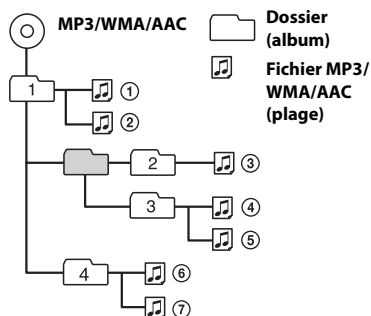 MP3/WMA/AAC
Dossier
(album)
Fichier MP3/
WMA/AAC
(plage)
1
①
②
2
③
3
④
⑤
4
⑥
⑦